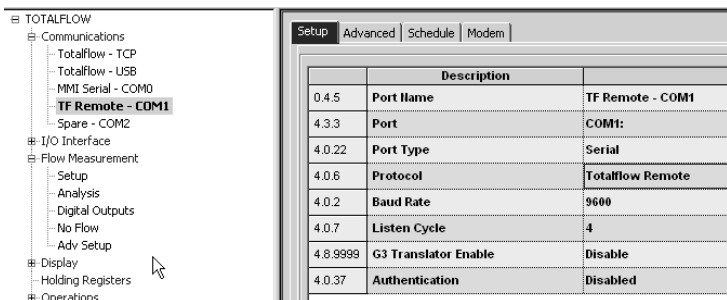 TOTALFLOW
Communications
Totalflow - TCP
Totalflow - USB
MMI Serial - COM0
TF Remote - COM1
Spare - COM2
I/O Interface
Flow Measurement
Setup
Analysis
Digital Outputs
No Flow
Adv Setup
Display
Holding Registers
Operations
Setup Advanced Schedule Modem
Description
0.4.5 Port Name TF Remote - COM1
4.3.3 Port COM1:
4.0.22 Port Type Serial
4.0.6 Protocol Totalflow Remote
4.0.2 Baud Rate 9600
4.0.7 Listen Cycle 4
4.8.9999 G3 Translator Enable Disable
4.0.37 Authentication Disabled